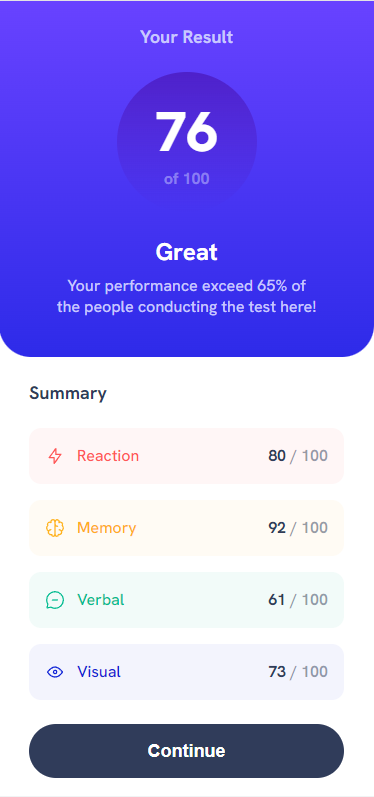 Your Result
76
of 100
Great
Your performance exceed 65% of
the people conducting the test here!
Summary
Reaction 80 / 100
Memory 92 / 100
Verbal 61 / 100
Visual 73 / 100
Continue